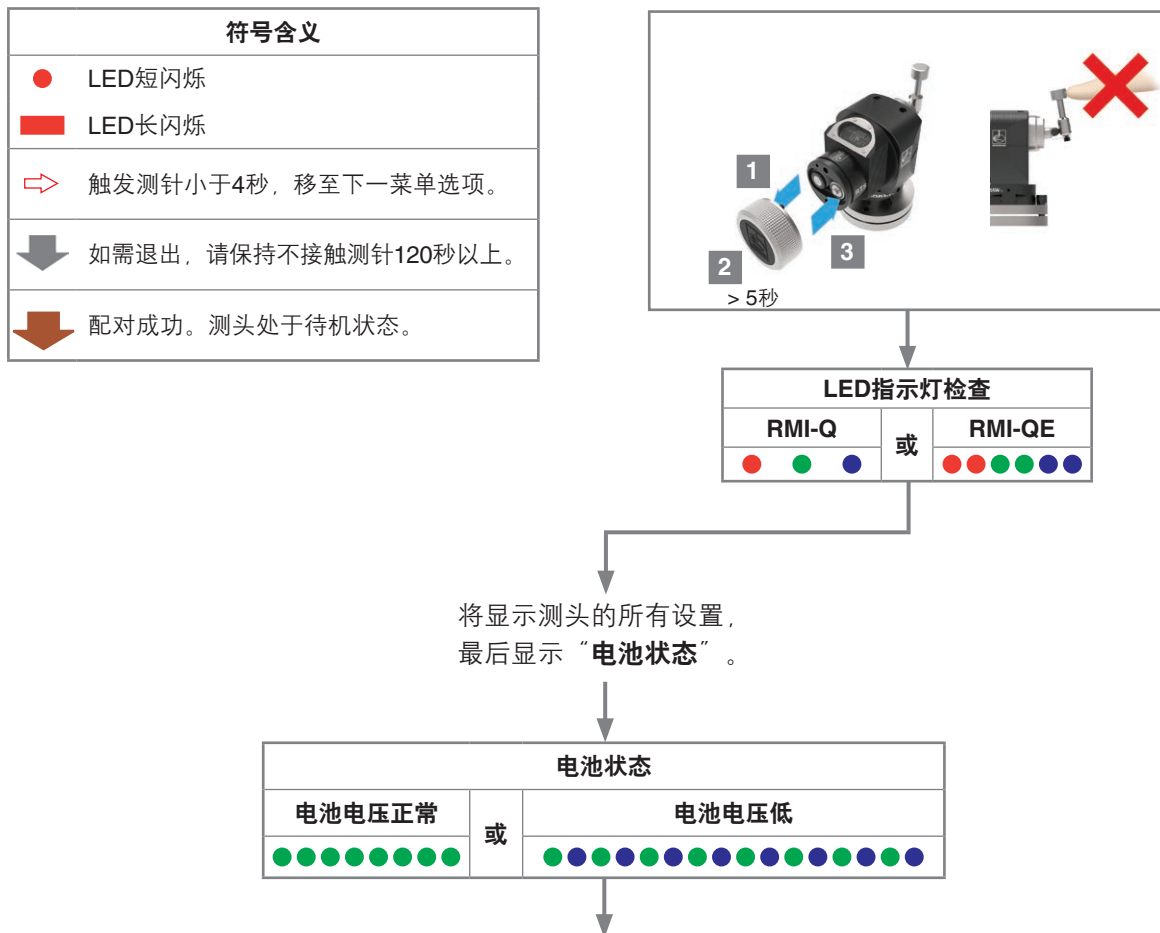 符号含义
LED短闪烁
LED长闪烁
触发测针小于4秒，移至下一菜单选项。
如需退出，请保持不接触测针120秒以上。
配对成功。测头处于待机状态。
1
2
3
> 5秒
LED指示灯检查
RMI-Q
或
RMI-QE
将显示测头的所有设置，
最后显示“电池状态”。
电池状态
电池电压正常
或
电池电压低